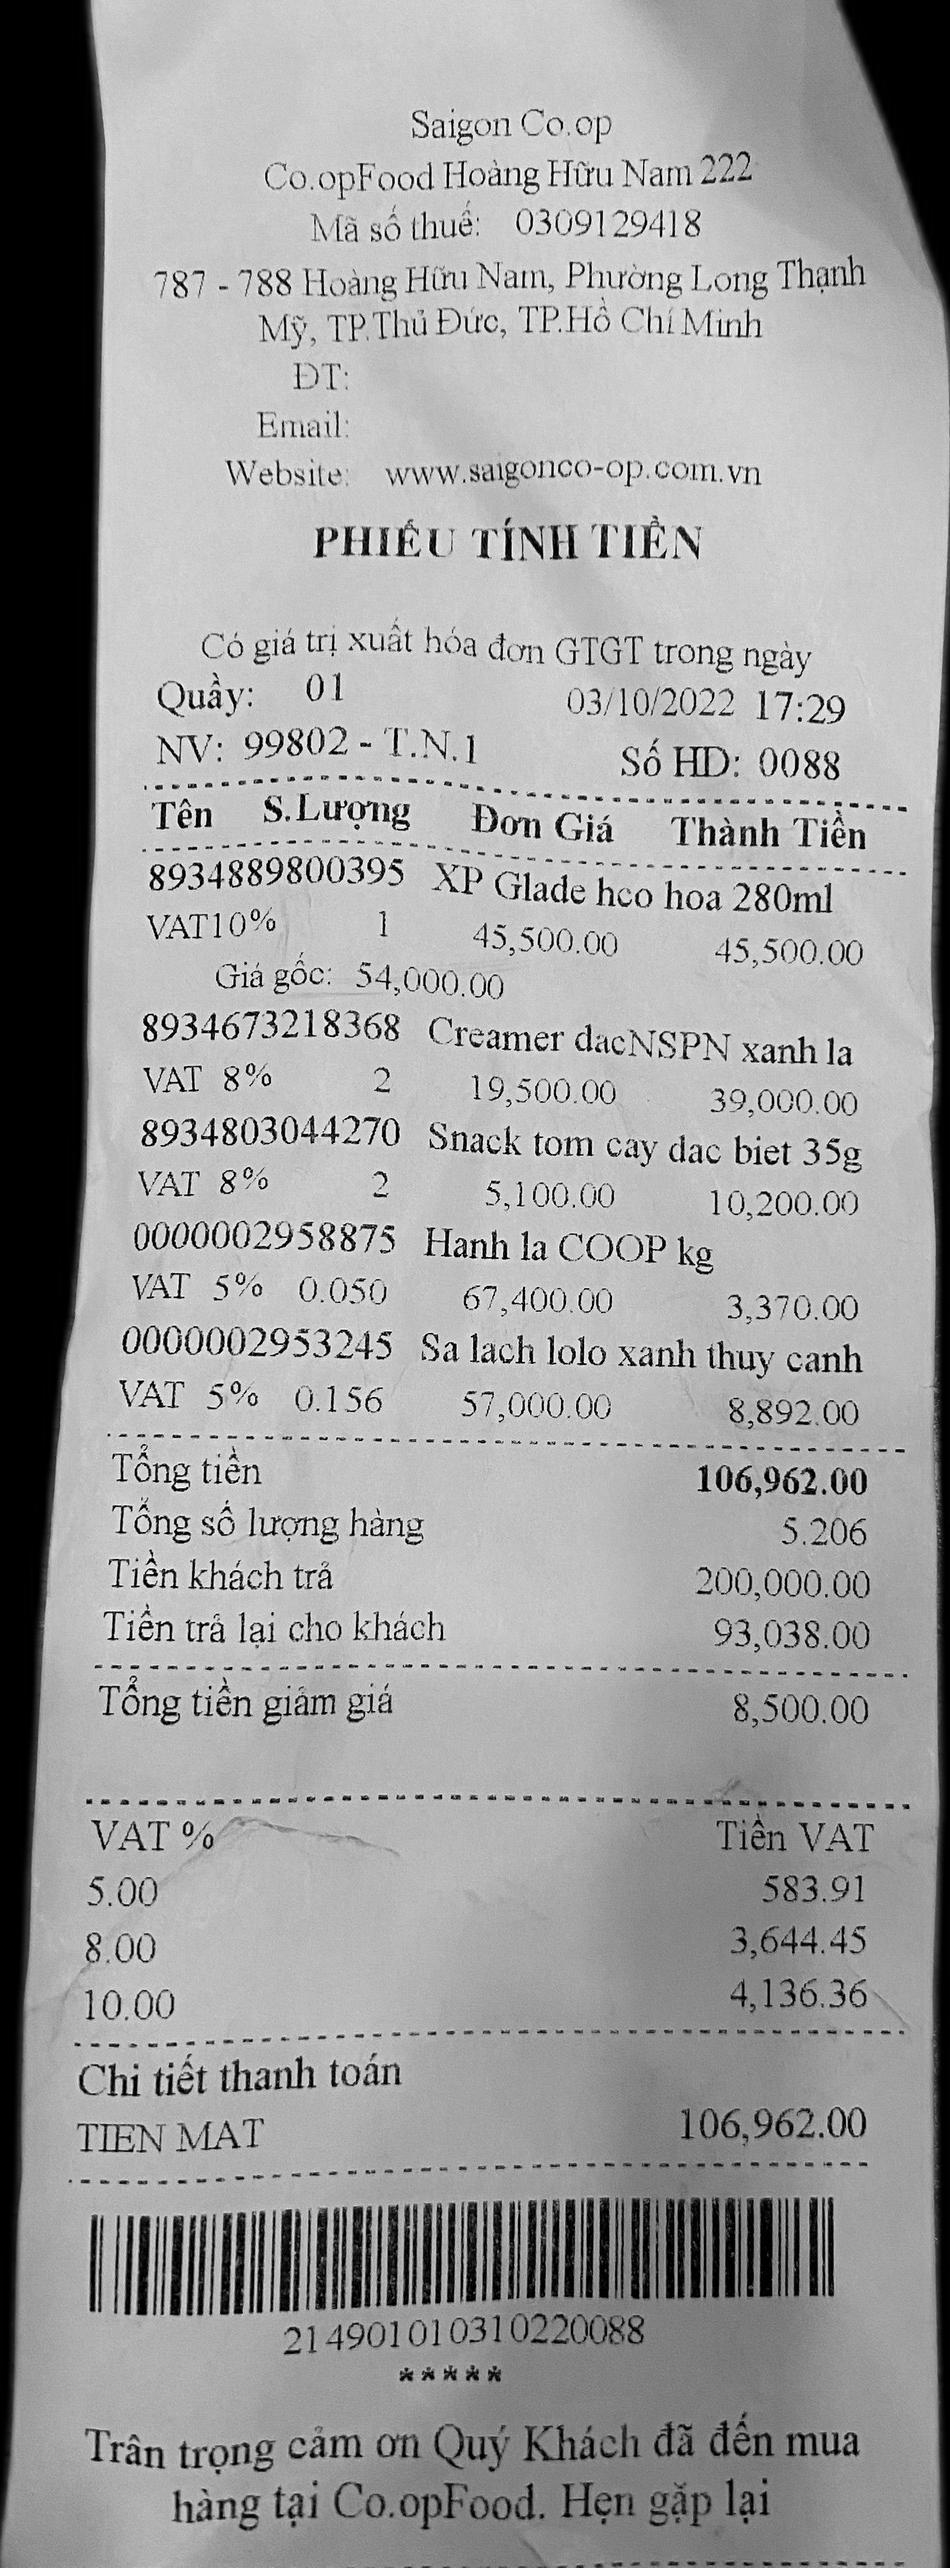 Saigon Co.op
Co.opFood Hoàng Hữu Nam 222
Mã số thuế: 0309129418
787 - 788 Hoàng Hữu Nam, Phường Long Thạnh
Mỹ, TP.Thủ Đức, TP.Hồ Chí Minh
ĐT:
Email:
Website: www.saigonco-op.com.vn
PHIẾU TÍNH TIỀN
Có giá trị xuất hóa đơn GTGT trong ngày
Quầy: 01 03/10/2022 17:29
NV: 99802 - T.N.1 Số HD: 0088
Tên S.Lượng Đơn Giá Thành Tiền
8934889800395 XP Glade hco hoa 280ml
VAT10% 1 45,500.00 45,500.00
Giá gốc: 54,000.00
8934673218368 Creamer dacNSPN xanh la
VAT 8% 2 19,500.00 39,000.00
8934803044270 Snack tom cay dac biet 35g
VAT 8% 2 5,100.00 10,200.00
0000002958875 Hanh la COOP kg
VAT 5% 0.050 67,400.00 3,370.00
0000002953245 Sa lach lolo xanh thuy canh
VAT 5% 0.156 57,000.00 8,892.00
Tổng tiền 106,962.00
Tổng số lượng hàng 5.206
Tiền khách trả 200,000.00
Tiền trả lại cho khách 93,038.00
Tổng tiền giảm giá 8,500.00
VAT % Tiền VAT
5.00 583.91
8.00 3,644.45
10.00 4,136.36
Chi tiết thanh toán
TIEN MAT 106,962.00
214901010310220088
*****
Trân trọng cảm ơn Quý Khách đã đến mua
hàng tại Co.opFood. Hẹn gặp lại